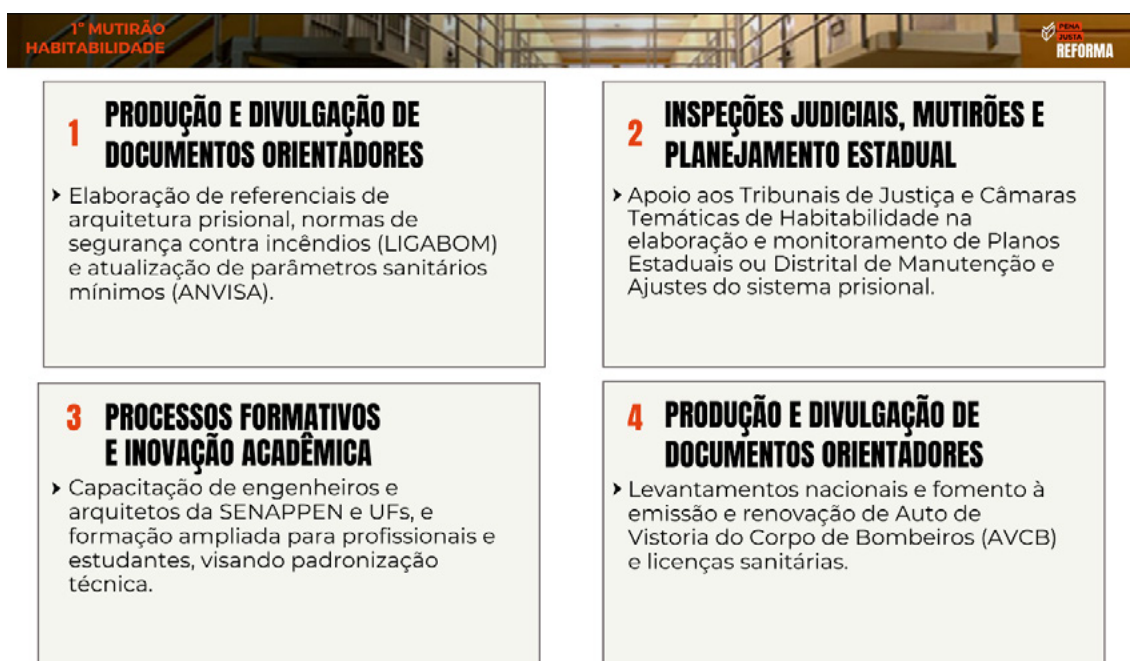 1º MUTIRÃO
HABITABILIDADE
PENA
JUSTA
REFORMA
1 PRODUÇÃO E DIVULGAÇÃO DE
DOCUMENTOS ORIENTADORES
Elaboração de referenciais de
arquitetura prisional, normas de
segurança contra incêndios (LIGABOM)
e atualização de parâmetros sanitários
mínimos (ANVISA).
2 INSPEÇÕES JUDICIAIS, MUTIRÕES E
PLANEJAMENTO ESTADUAL
Apoio aos Tribunais de Justiça e Câmaras
Temáticas de Habitabilidade na
elaboração e monitoramento de Planos
Estaduais ou Distrital de Manutenção e
Ajustes do sistema prisional.
3 PROCESSOS FORMATIVOS
E INOVAÇÃO ACADÊMICA
Capacitação de engenheiros e
arquitetos da SENAPPEN e UFs, e
formação ampliada para profissionais e
estudantes, visando padronização
técnica.
4 PRODUÇÃO E DIVULGAÇÃO DE
DOCUMENTOS ORIENTADORES
Levantamentos nacionais e fomento à
emissão e renovação de Auto de
Vistoria do Corpo de Bombeiros (AVCB)
e licenças sanitárias.